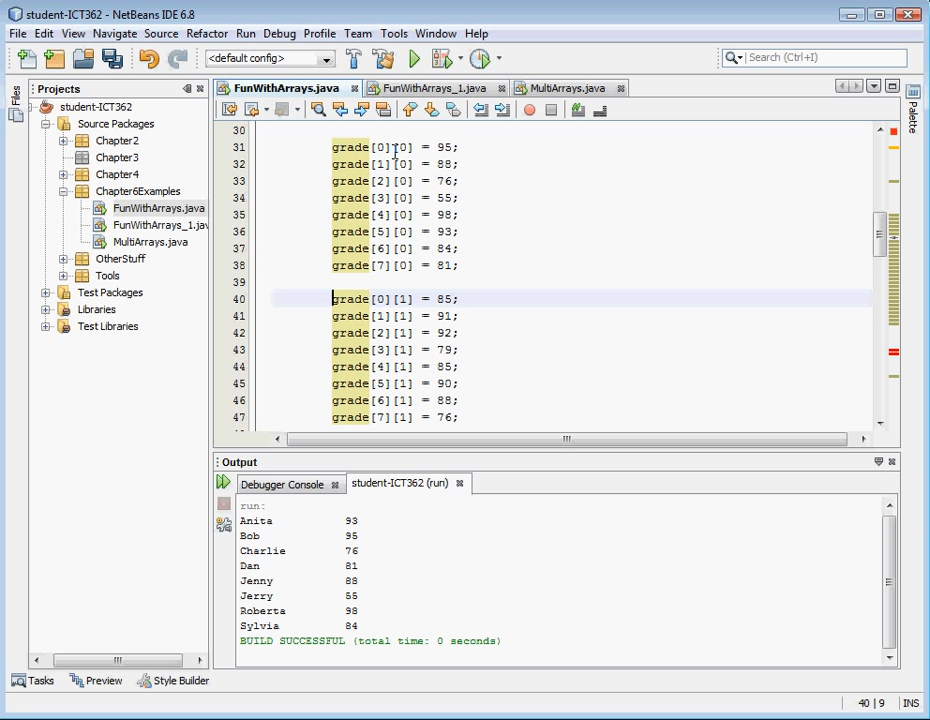 student-ICT362 - NetBeans IDE 6.8
File Edit View Navigate Source Refactor Run Debug Profile Team Tools Window Help
<default config>
Search (Ctrl+I)
Files
Projects
student-ICT362
Source Packages
Chapter2
Chapter3
Chapter4
Chapter6Examples
FunWithArrays.java
FunWithArrays_1.jav
MultiArrays.java
OtherStuff
Tools
Test Packages
Libraries
Test Libraries
FunWithArrays.java FunWithArrays_1.java MultiArrays.java
Palette
30
31 grade[0][0] = 95;
32 grade[1][0] = 88;
33 grade[2][0] = 76;
34 grade[3][0] = 55;
35 grade[4][0] = 98;
36 grade[5][0] = 93;
37 grade[6][0] = 84;
38 grade[7][0] = 81;
39
40 grade[0][1] = 85;
41 grade[1][1] = 91;
42 grade[2][1] = 92;
43 grade[3][1] = 79;
44 grade[4][1] = 85;
45 grade[5][1] = 90;
46 grade[6][1] = 88;
47 grade[7][1] = 76;
Output
Debugger Console student-ICT362 (run)
run:
Anita 93
Bob 95
Charlie 76
Dan 81
Jenny 88
Jerry 55
Roberta 98
Sylvia 84
BUILD SUCCESSFUL (total time: 0 seconds)
Tasks Preview Style Builder
40 | 9 INS